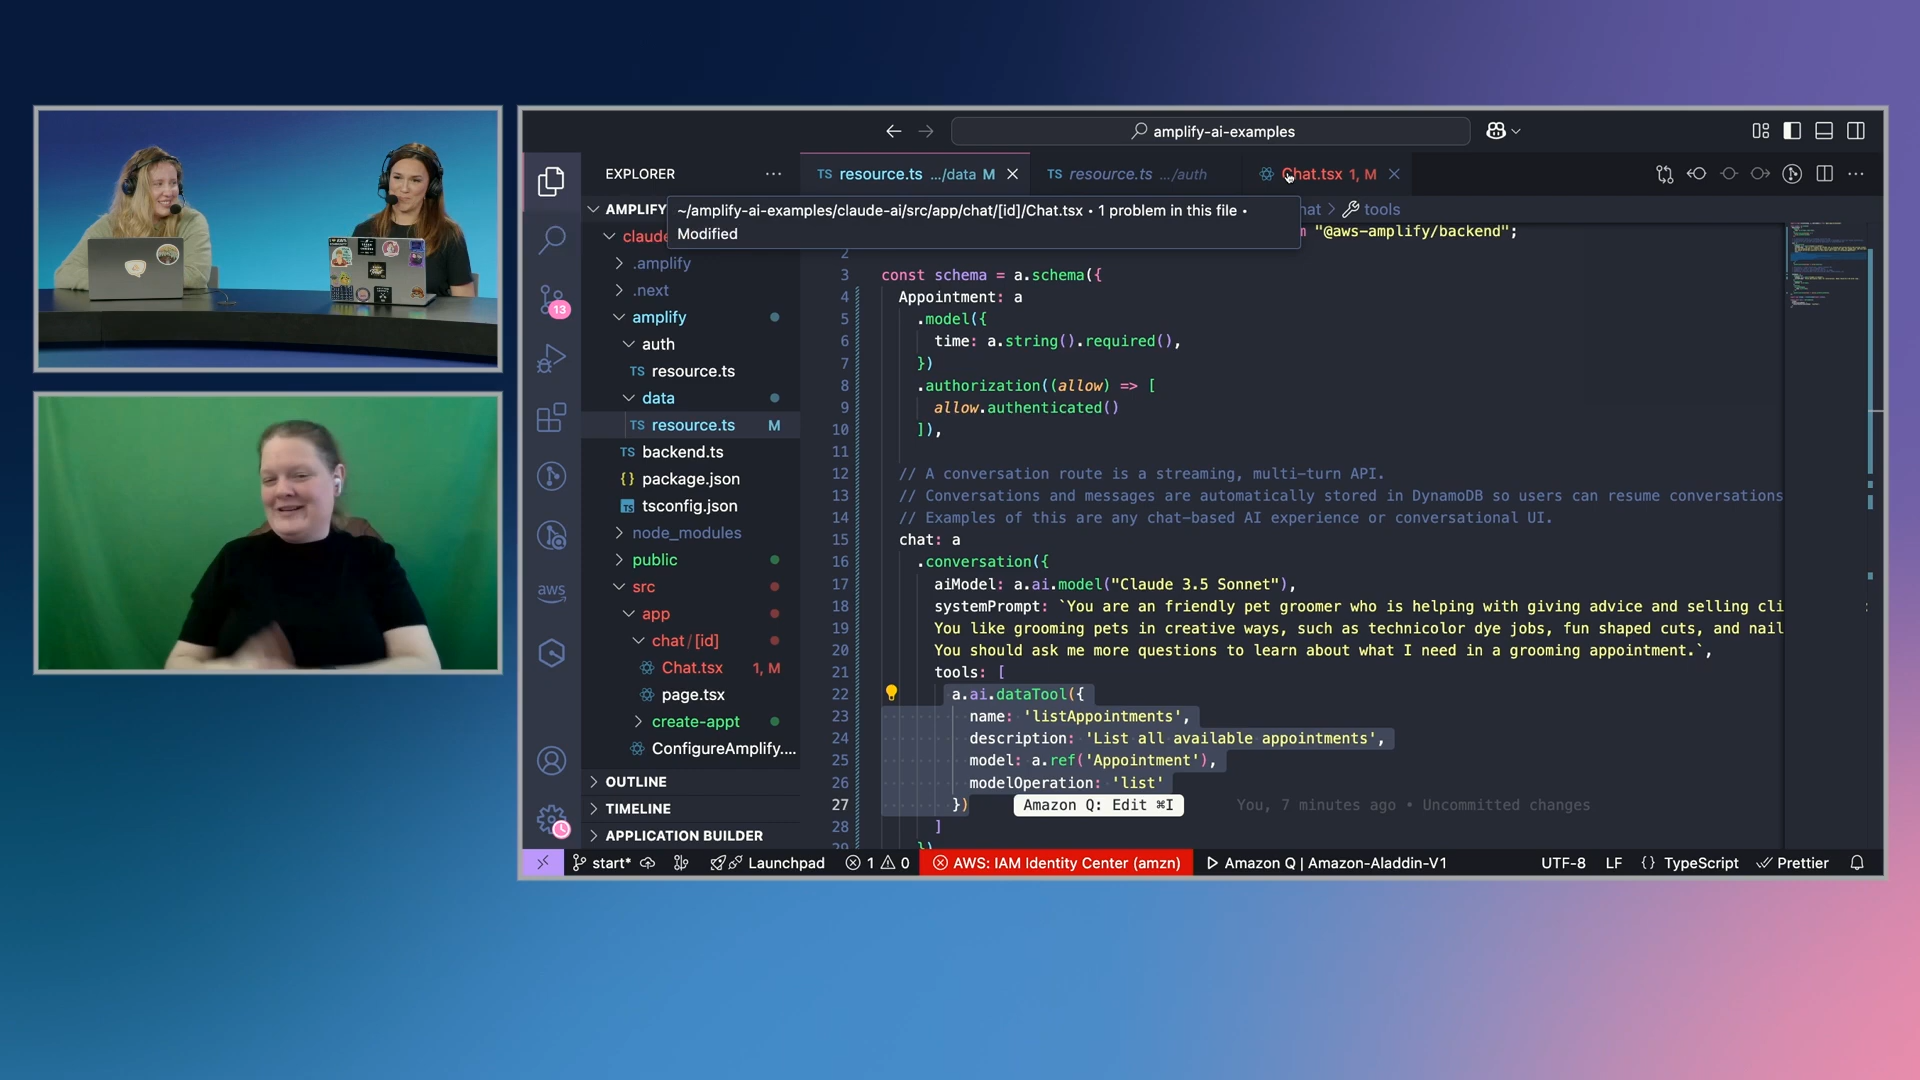 amplify-ai-examples
EXPLORER
resource.ts .../data M
resource.ts .../auth
Chat.tsx 1, M
~/amplify-ai-examples/claude-ai/src/app/chat/[id]/Chat.tsx • 1 problem in this file •
Modified
tools
AMPLIFY
claude
.amplify
.next
amplify
auth
TS resource.ts
data
TS resource.ts M
TS backend.ts
{} package.json
tsconfig.json
node_modules
public
src
app
chat/[id]
Chat.tsx 1, M
page.tsx
create-appt
ConfigureAmplify....
OUTLINE
TIMELINE
APPLICATION BUILDER
13
aws
"@aws-amplify/backend";
2
3 const schema = a.schema({
4 Appointment: a
5 .model({
6 time: a.string().required(),
7 })
8 .authorization((allow) => [
9 allow.authenticated()
10 ]),
11
12 // A conversation route is a streaming, multi-turn API.
13 // Conversations and messages are automatically stored in DynamoDB so users can resume conversations
14 // Examples of this are any chat-based AI experience or conversational UI.
15 chat: a
16 .conversation({
17 aiModel: a.ai.model("Claude 3.5 Sonnet"),
18 systemPrompt: `You are an friendly pet groomer who is helping with giving advice and selling cli
19 You like grooming pets in creative ways, such as technicolor dye jobs, fun shaped cuts, and nail
20 You should ask me more questions to learn about what I need in a grooming appointment.`,
21 tools: [
22 a.ai.dataTool({
23 name: 'listAppointments',
24 description: 'List all available appointments',
25 model: a.ref('Appointment'),
26 modelOperation: 'list'
27 }) Amazon Q: Edit ⌘I You, 7 minutes ago • Uncommitted changes
28 ]
29 })
start* Launchpad 1 0 AWS: IAM Identity Center (amzn) Amazon Q | Amazon-Aladdin-V1 UTF-8 LF {} TypeScript Prettier